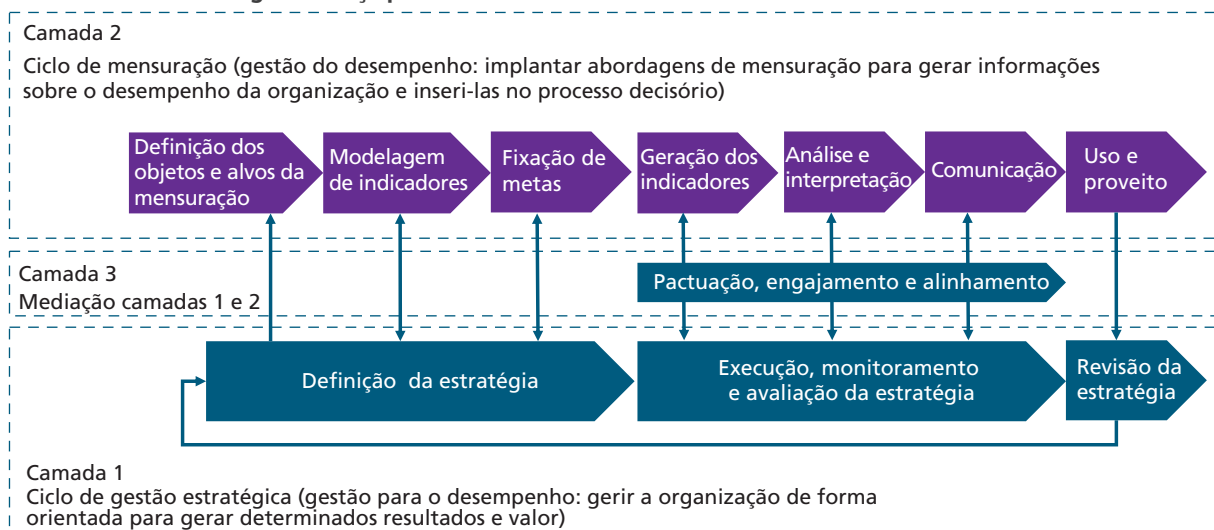 Camada 2
Ciclo de mensuração (gestão do desempenho: implantar abordagens de mensuração para gerar informações
sobre o desempenho da organização e inseri-las no processo decisório)
Definição dos
objetos e alvos da
mensuração
Modelagem
de indicadores
Fixação de
metas
Geração dos
indicadores
Análise e
interpretação
Comunicação
Uso e
proveito
Camada 3
Mediação camadas 1 e 2
Pactuação, engajamento e alinhamento
Definição da estratégia
Execução, monitoramento
e avaliação da estratégia
Revisão da
estratégia
Camada 1
Ciclo de gestão estratégica (gestão para o desempenho: gerir a organização de forma
orientada para gerar determinados resultados e valor)